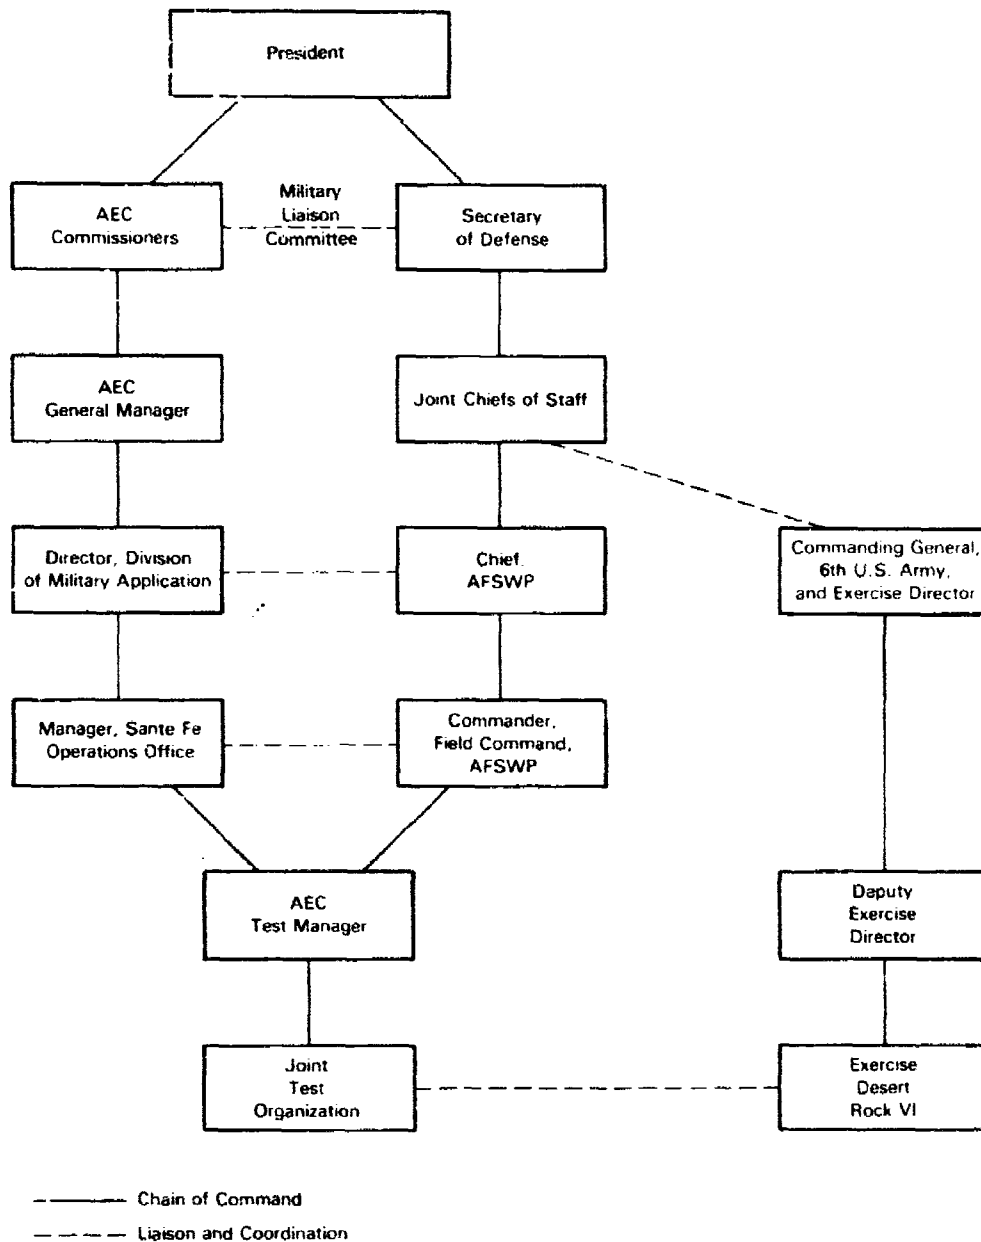 President
AEC
Commissioners
Military
Liaison
Committee
Secretary
of Defense
AEC
General Manager
Joint Chiefs of Staff
Director, Division
of Military Application
Chief.
AFSWP
Commanding General,
6th U.S. Army,
and Exercise Director
Manager, Sante Fe
Operations Office
Commander,
Field Command,
AFSWP
AEC
Test Manager
Daputy
Exercise
Director
Joint
Test
Organization
Exercise
Desert
Rock VI
Chain of Command
Liaison and Coordination